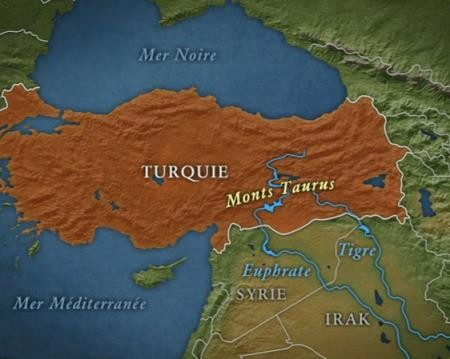 Mer Noire
TURQUIE
Monts Taurus
Tigre
Euphrate
Mer Méditerranée
SYRIE
IRAK